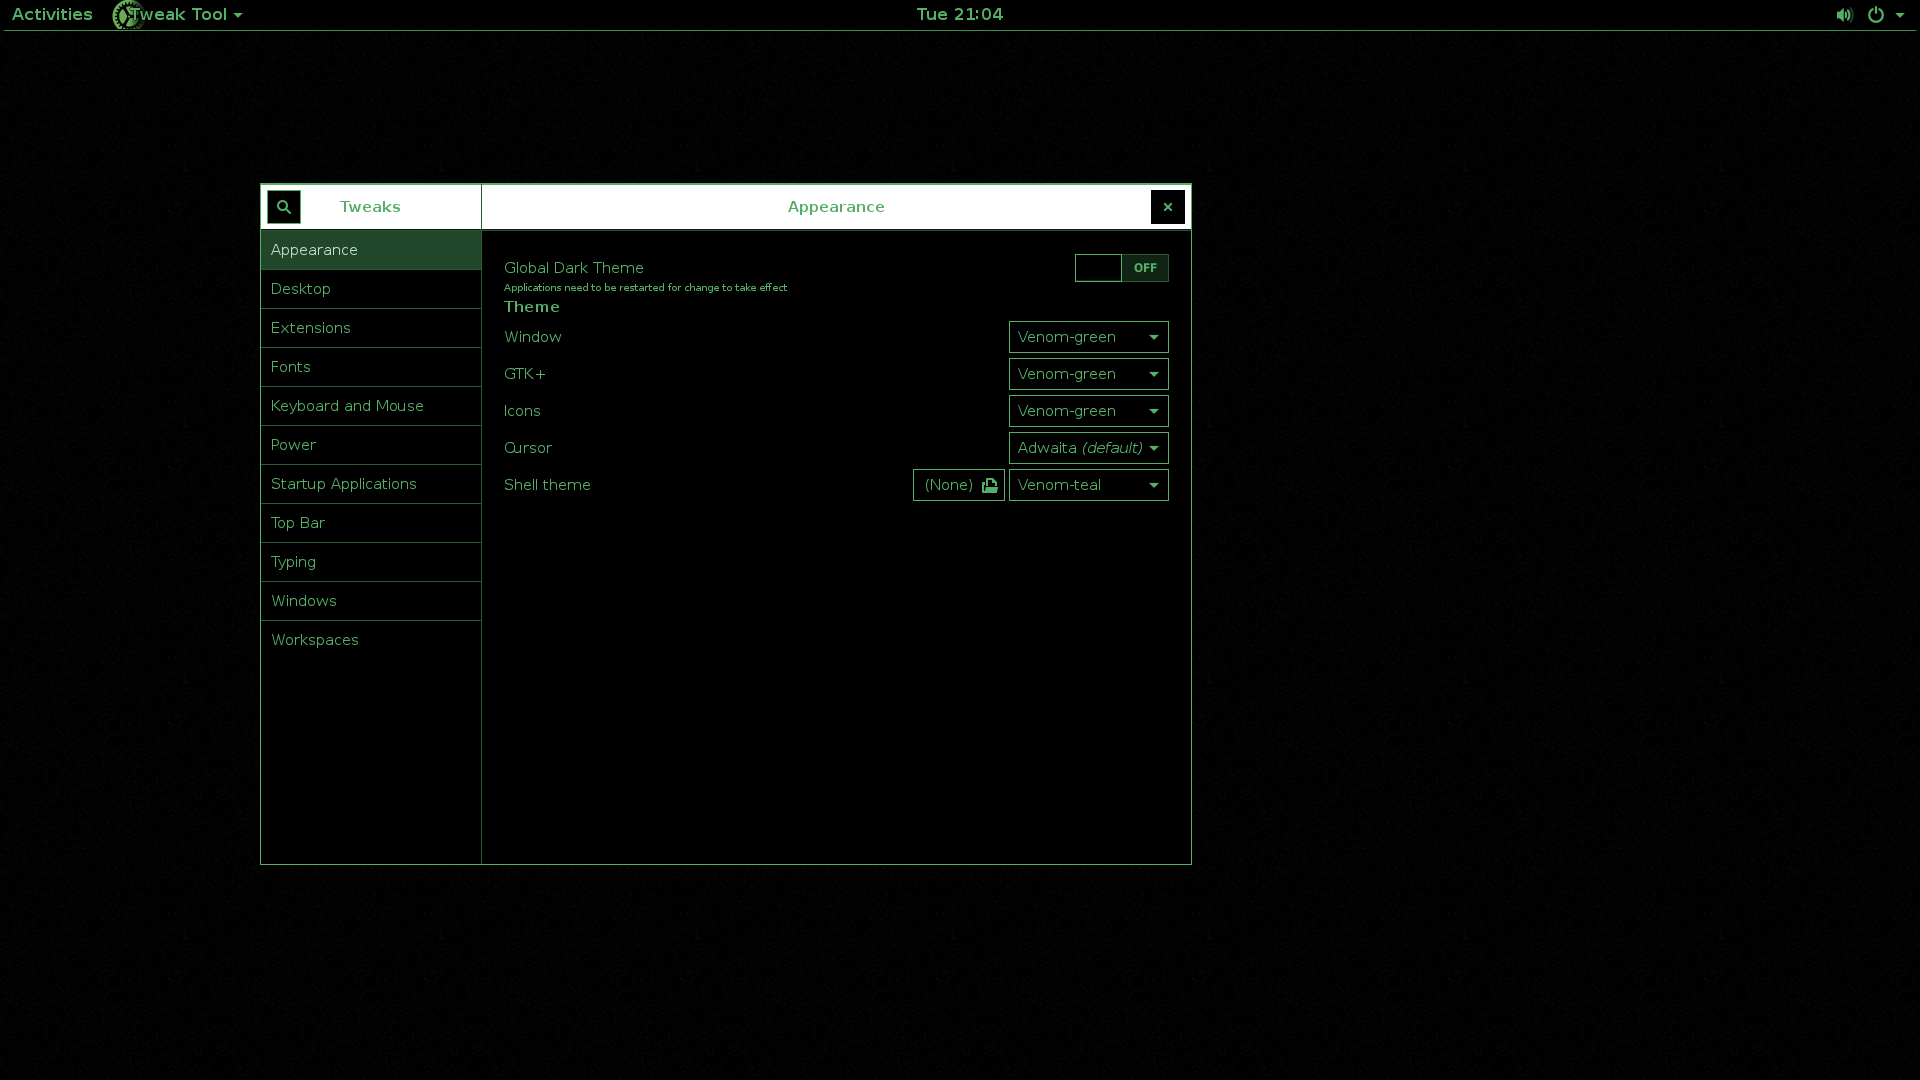 Activities Tweak Tool Tue 21:04
Tweaks Appearance
Appearance
Desktop
Extensions
Fonts
Keyboard and Mouse
Power
Startup Applications
Top Bar
Typing
Windows
Workspaces
Global Dark Theme OFF
Applications need to be restarted for change to take effect
Theme
Window Venom-green
GTK+ Venom-green
Icons Venom-green
Cursor Adwaita (default)
Shell theme (None) Venom-teal